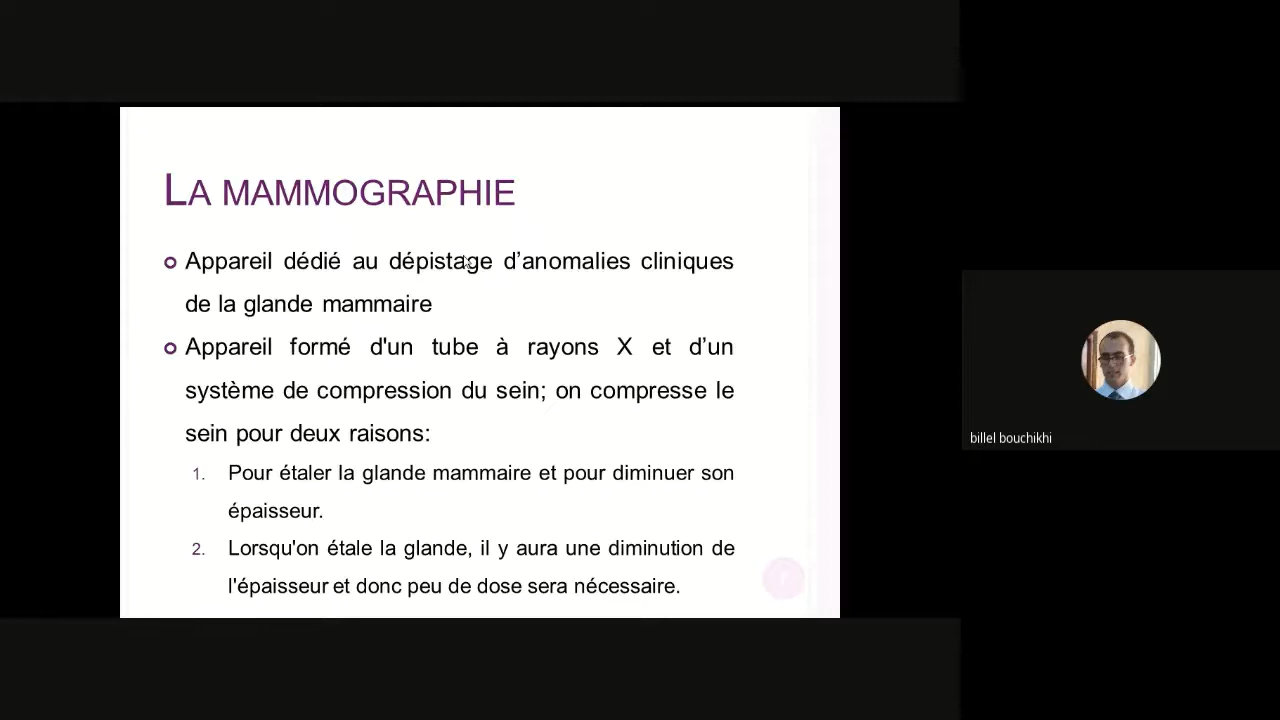 LA MAMMOGRAPHIE
Appareil dédié au dépistage d’anomalies cliniques
de la glande mammaire
Appareil formé d'un tube à rayons X et d’un
système de compression du sein; on compresse le
sein pour deux raisons:
1. Pour étaler la glande mammaire et pour diminuer son
épaisseur.
2. Lorsqu'on étale la glande, il y aura une diminution de
l'épaisseur et donc peu de dose sera nécessaire.
billel bouchikhi